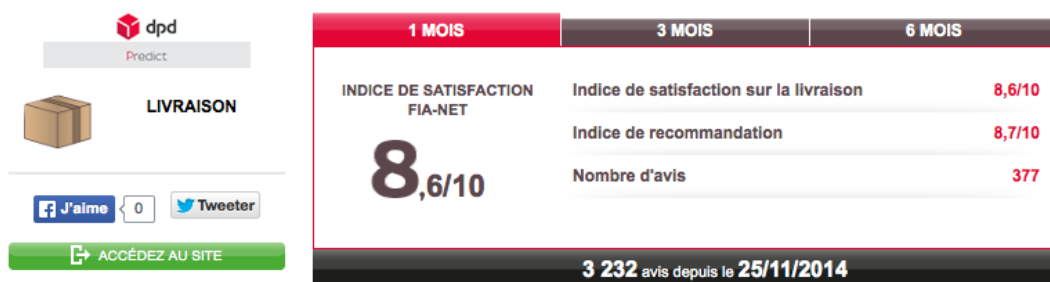 dpd
Predict
LIVRAISON
J'aime 0 Tweeter
ACCÉDEZ AU SITE
1 MOIS 3 MOIS 6 MOIS
INDICE DE SATISFACTION
FIA-NET
8,6/10
Indice de satisfaction sur la livraison 8,6/10
Indice de recommandation 8,7/10
Nombre d'avis 377
3 232 avis depuis le 25/11/2014